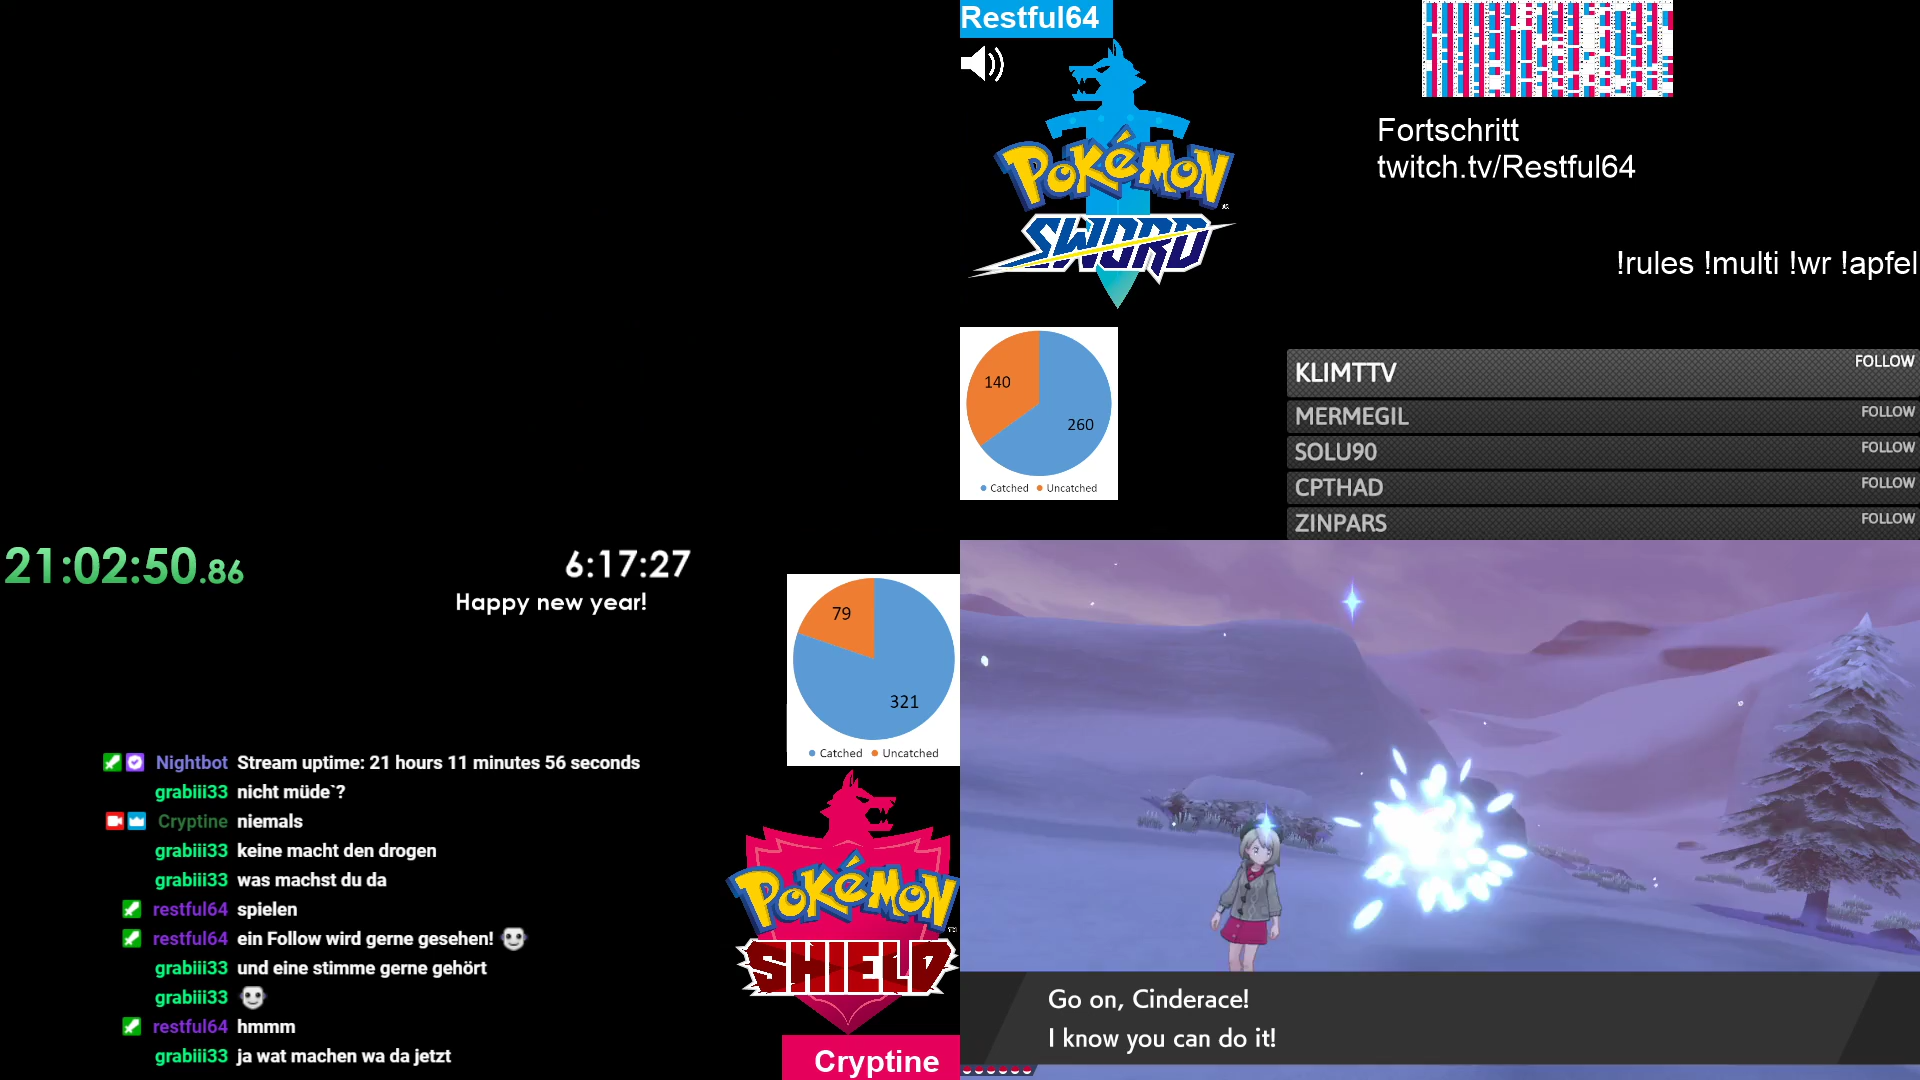 Restful64
POKéMON
SWORD
Fortschritt
twitch.tv/Restful64
!rules !multi !wr !apfel
140
260
Catched Uncatched
KLIMTTV FOLLOW
MERMEGIL FOLLOW
SOLU90 FOLLOW
CPTHAD FOLLOW
ZINPARS FOLLOW
21:02:50.86
6:17:27
Happy new year!
79
321
Catched Uncatched
Nightbot Stream uptime: 21 hours 11 minutes 56 seconds
grabiii33 nicht müde`?
Cryptine niemals
grabiii33 keine macht den drogen
grabiii33 was machst du da
restful64 spielen
restful64 ein Follow wird gerne gesehen!
grabiii33 und eine stimme gerne gehört
grabiii33
restful64 hmmm
grabiii33 ja wat machen wa da jetzt
POKéMON
SHIELD
Cryptine
Go on, Cinderace!
I know you can do it!